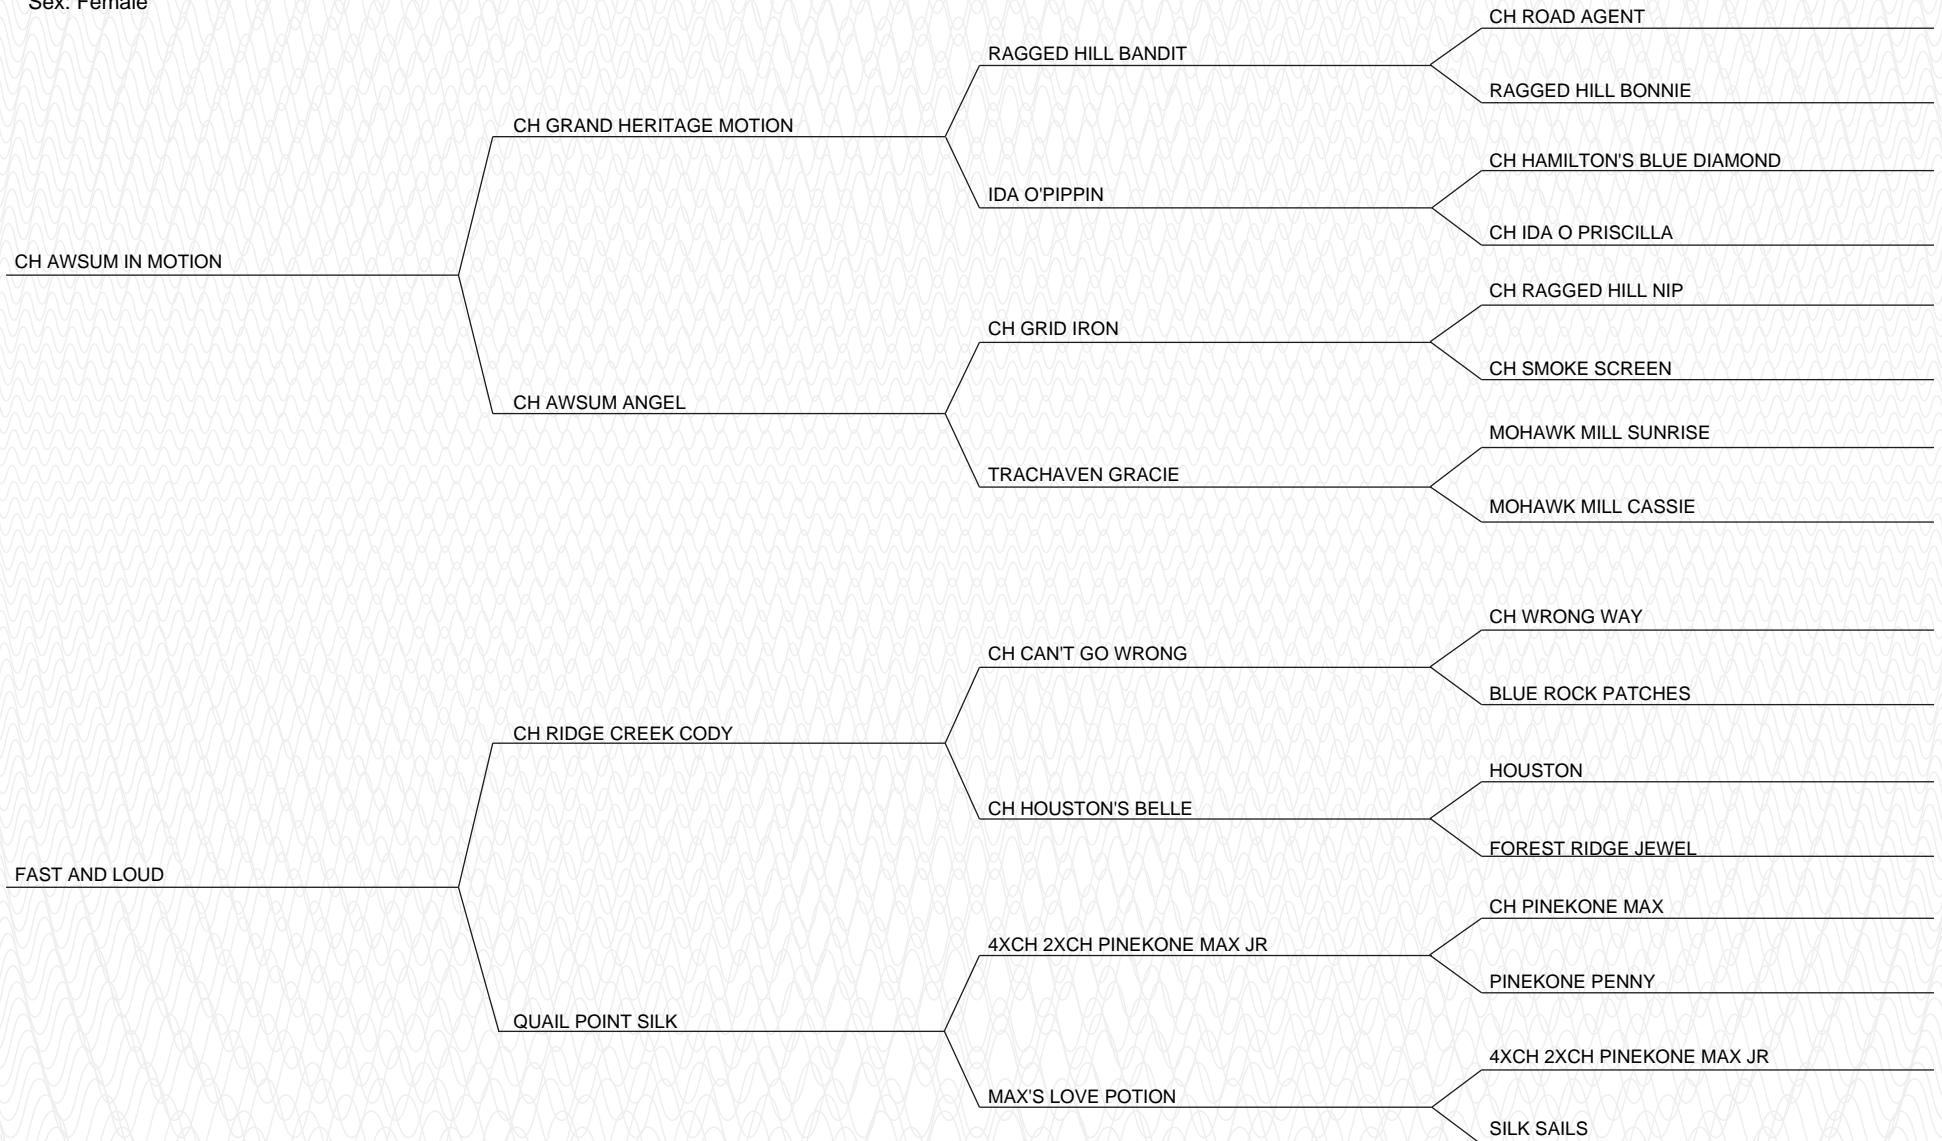 Sex: Female
CH ROAD AGENT
RAGGED HILL BANDIT
RAGGED HILL BONNIE
CH GRAND HERITAGE MOTION
CH HAMILTON'S BLUE DIAMOND
IDA O'PIPPIN
CH IDA O PRISCILLA
CH AWSUM IN MOTION
CH RAGGED HILL NIP
CH GRID IRON
CH SMOKE SCREEN
CH AWSUM ANGEL
MOHAWK MILL SUNRISE
TRACHAVEN GRACIE
MOHAWK MILL CASSIE
CH WRONG WAY
CH CAN'T GO WRONG
BLUE ROCK PATCHES
CH RIDGE CREEK CODY
HOUSTON
CH HOUSTON'S BELLE
FOREST RIDGE JEWEL
FAST AND LOUD
CH PINEKONE MAX
4XCH 2XCH PINEKONE MAX JR
PINEKONE PENNY
QUAIL POINT SILK
4XCH 2XCH PINEKONE MAX JR
MAX'S LOVE POTION
SILK SAILS